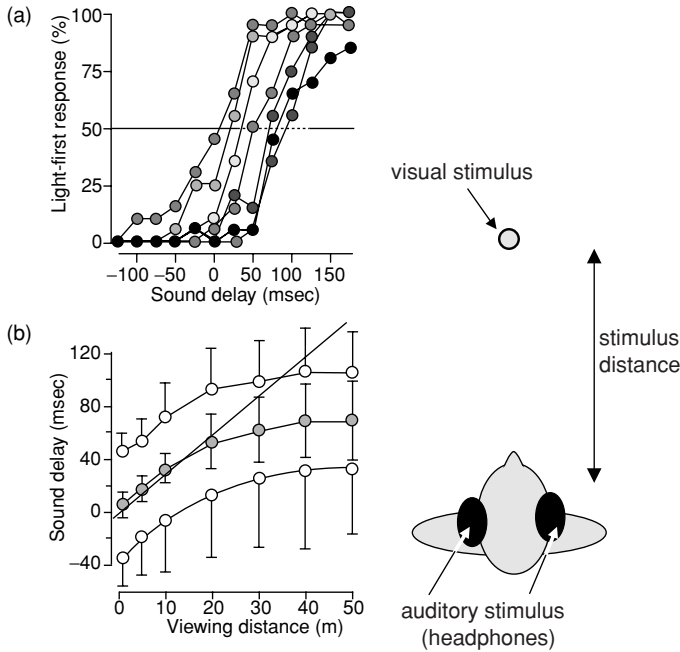 (a)
Light-first response (%)
100
75
50
25
0
−100 −50 0 50 100 150
Sound delay (msec)
visual stimulus
stimulus
distance
(b)
Sound delay (msec)
120
80
40
0
−40
0 10 20 30 40 50
Viewing distance (m)
auditory stimulus
(headphones)